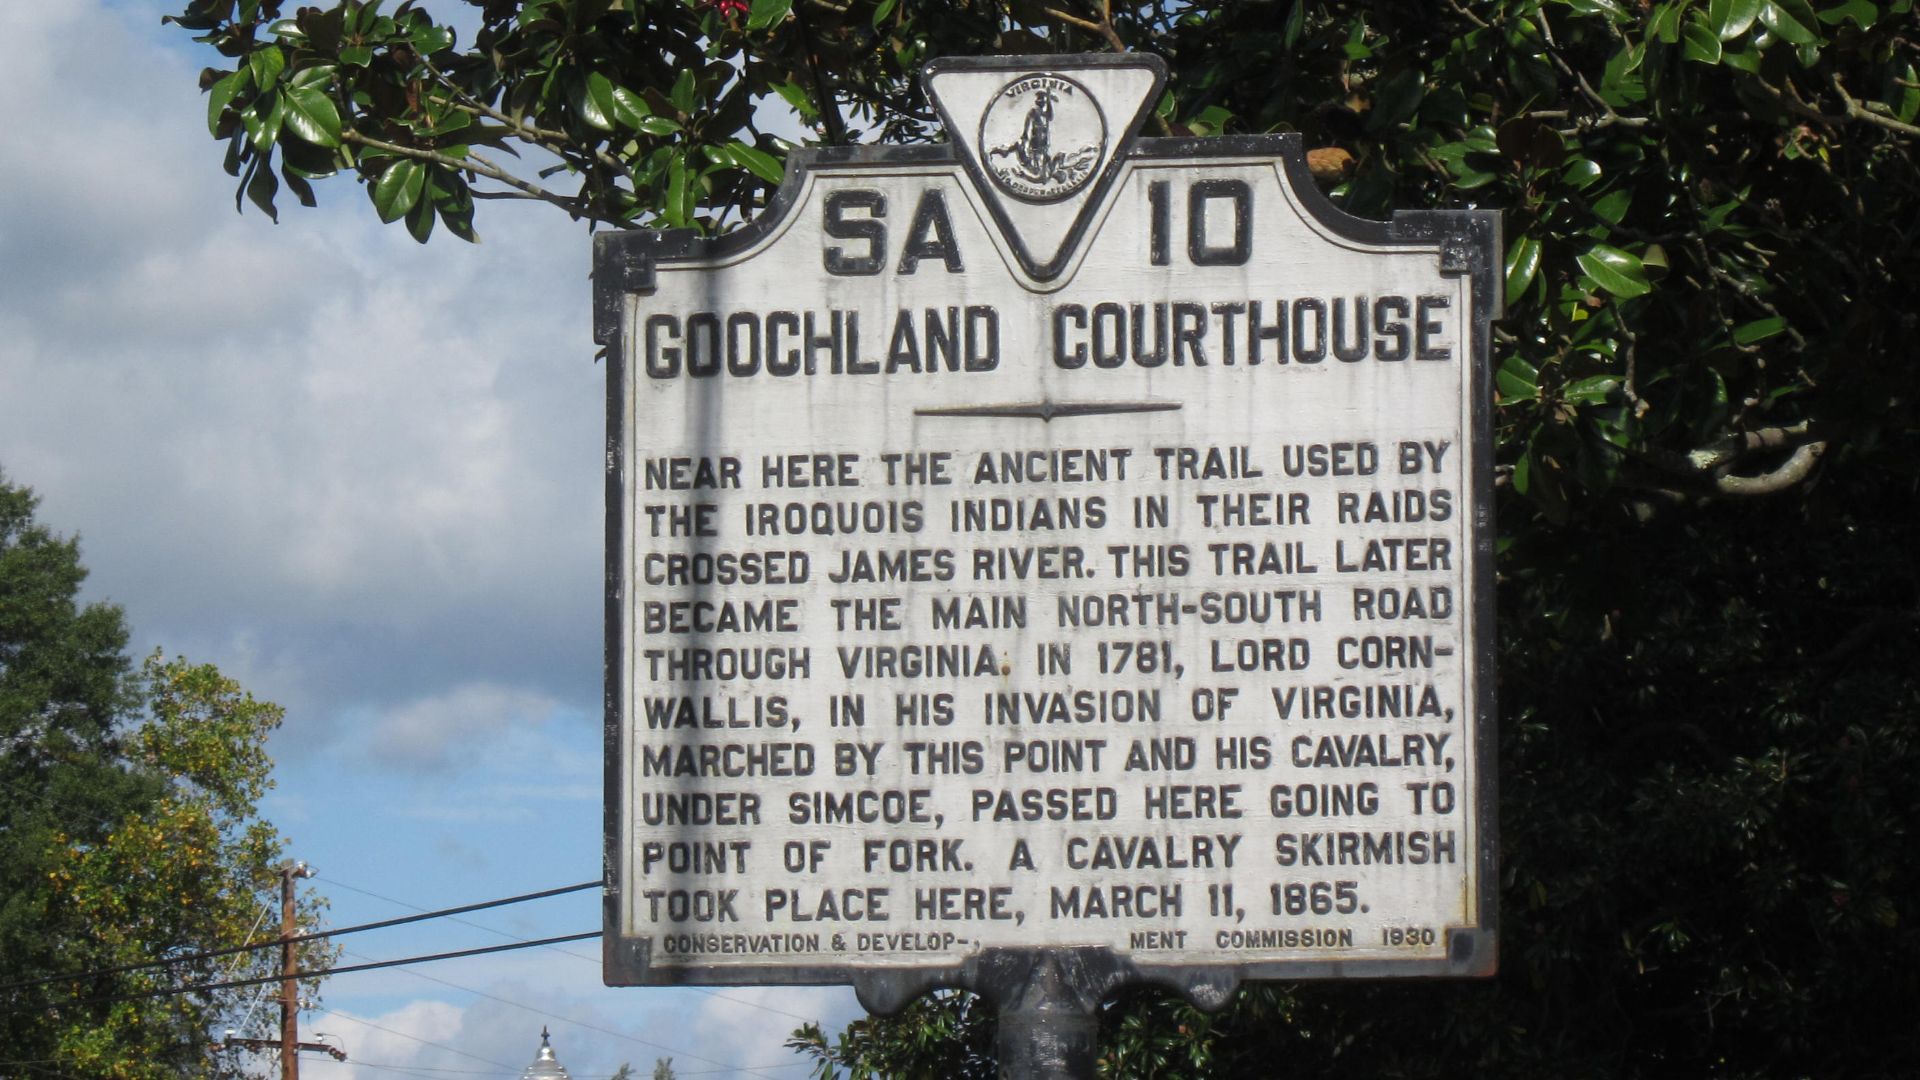 VIRGINIA
SA 10
GOOCHLAND COURTHOUSE
NEAR HERE THE ANCIENT TRAIL USED BY
THE IROQUOIS INDIANS IN THEIR RAIDS
CROSSED JAMES RIVER. THIS TRAIL LATER
BECAME THE MAIN NORTH-SOUTH ROAD
THROUGH VIRGINIA. IN 1781, LORD CORN-
WALLIS, IN HIS INVASION OF VIRGINIA,
MARCHED BY THIS POINT AND HIS CAVALRY,
UNDER SIMCOE, PASSED HERE GOING TO
POINT OF FORK. A CAVALRY SKIRMISH
TOOK PLACE HERE, MARCH 11, 1865.
CONSERVATION & DEVELOP- MENT COMMISSION 1930